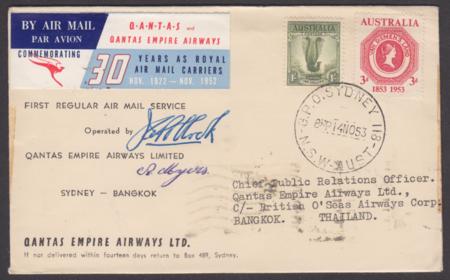 BY AIR MAIL
PAR AVION
COMMEMORATING
Q·A·N·T·A·S and
QANTAS EMPIRE AIRWAYS
30 YEARS AS ROYAL
AIR MAIL CARRIERS
NOV. 1922 - NOV. 1952
AUSTRALIA
1/-
AUSTRALIA
3d 3d
1853 1953
G.P.O. SYDNEY 118
14NO53
N.S.W-AUST
FIRST REGULAR AIR MAIL SERVICE
Operated by
QANTAS EMPIRE AIRWAYS LIMITED
SYDNEY - BANGKOK
Chief Public Relations Officer.
Qantas Empire Airways Ltd.,
C/- British O'Seas Airways Corp
BANGKOK. THAILAND.
QANTAS EMPIRE AIRWAYS LTD.
If not delivered within fourteen days return to Box 489, Sydney.